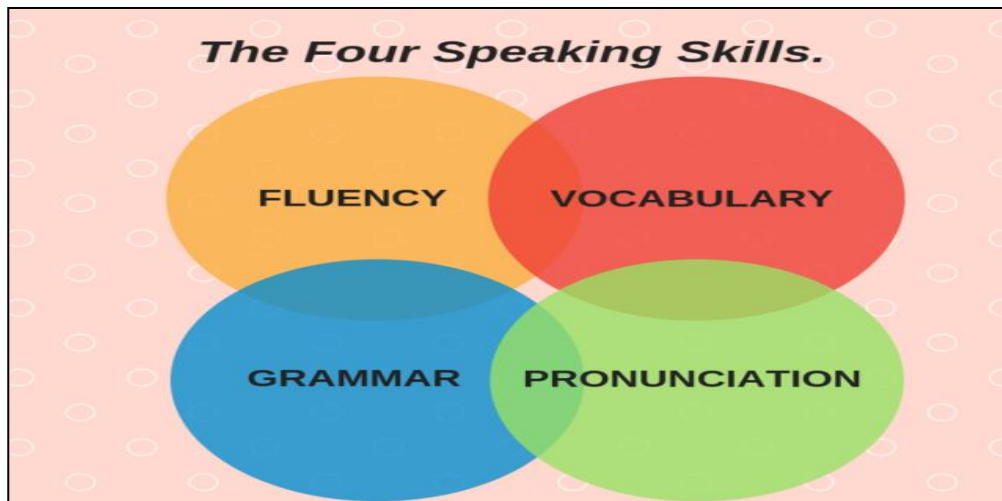 The Four Speaking Skills.
FLUENCY
VOCABULARY
GRAMMAR
PRONUNCIATION